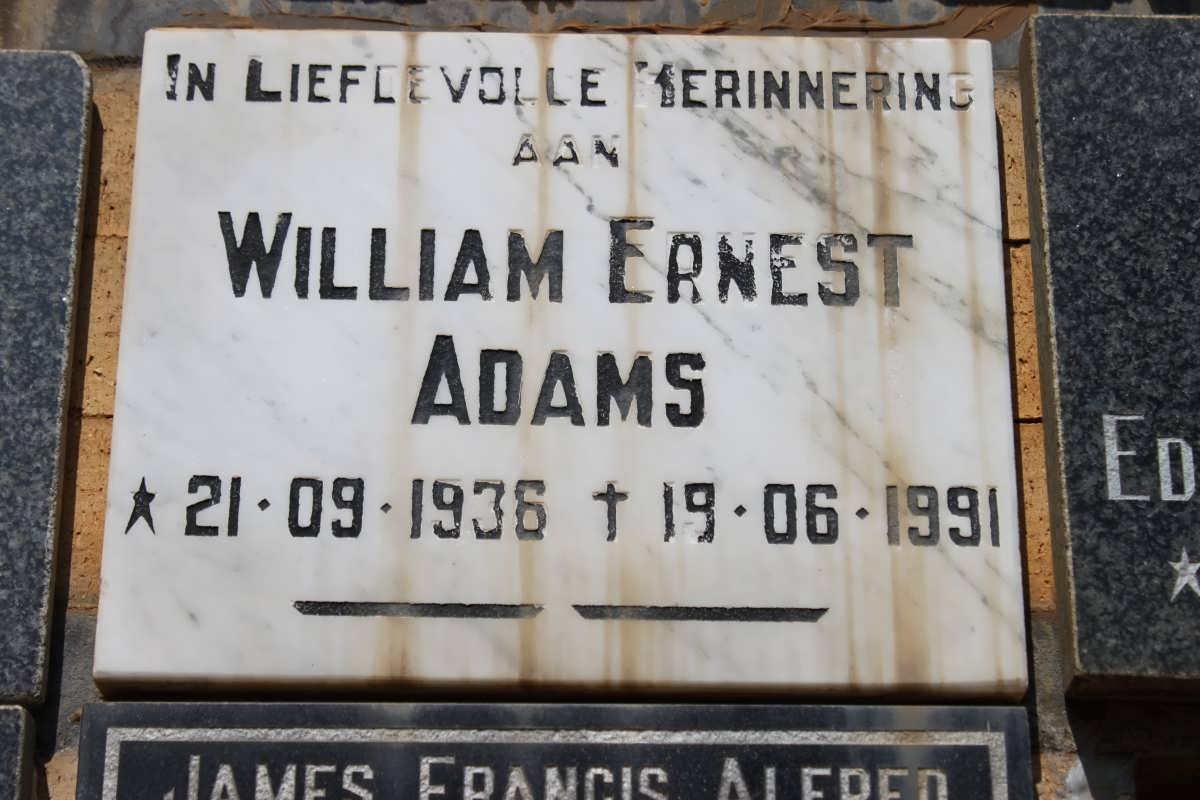 IN LIEFDEVOLLE HERINNERING
AAN
WILLIAM ERNEST
ADAMS
★ 21·09·1936 † 19·06·1991
JAMES FRANCIS ALFRED